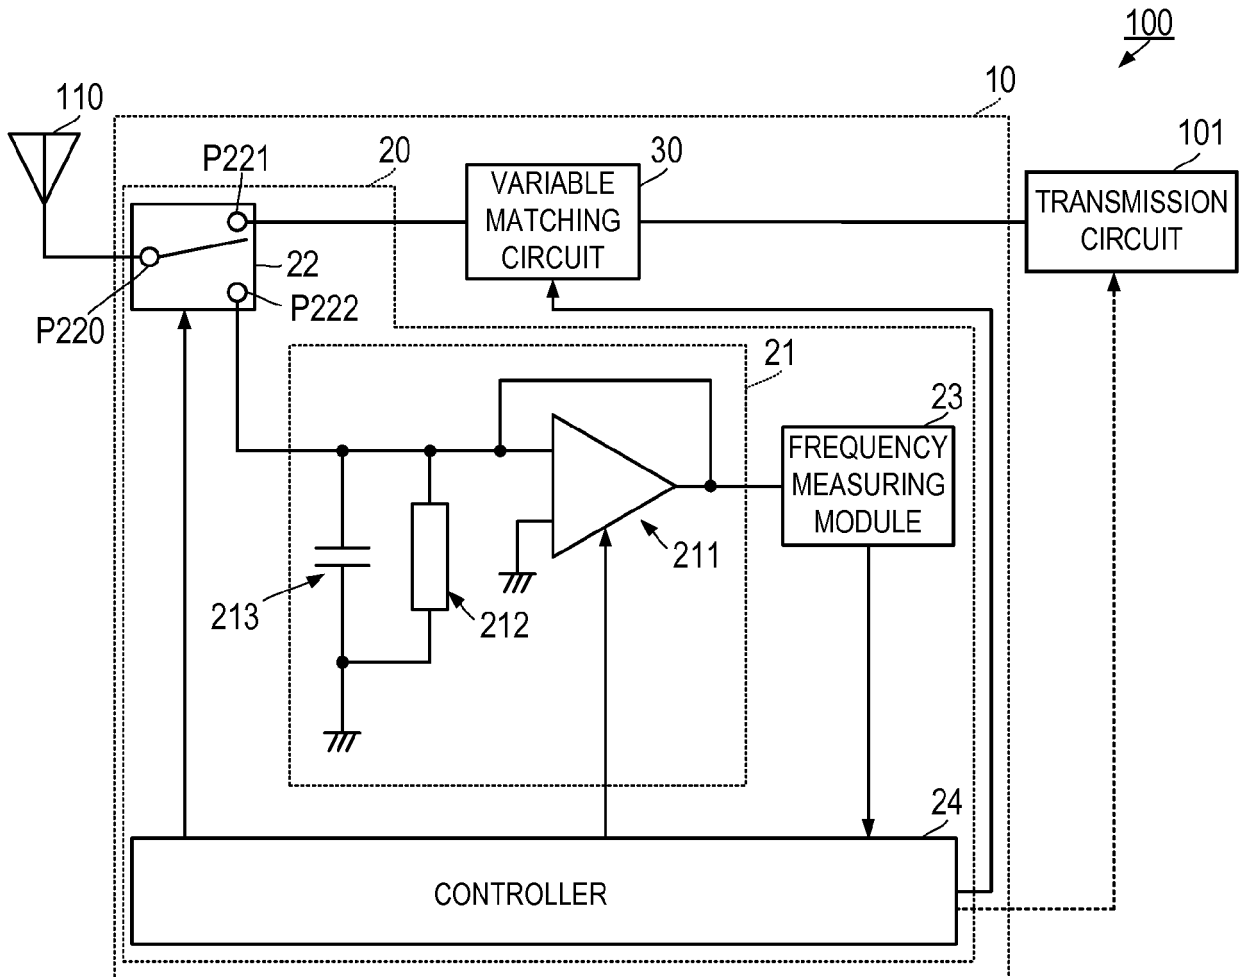 100
110
10
20
P221
30
101
VARIABLE
MATCHING
CIRCUIT
TRANSMISSION
CIRCUIT
22
P222
P220
21
23
FREQUENCY
MEASURING
MODULE
211
213
212
24
CONTROLLER